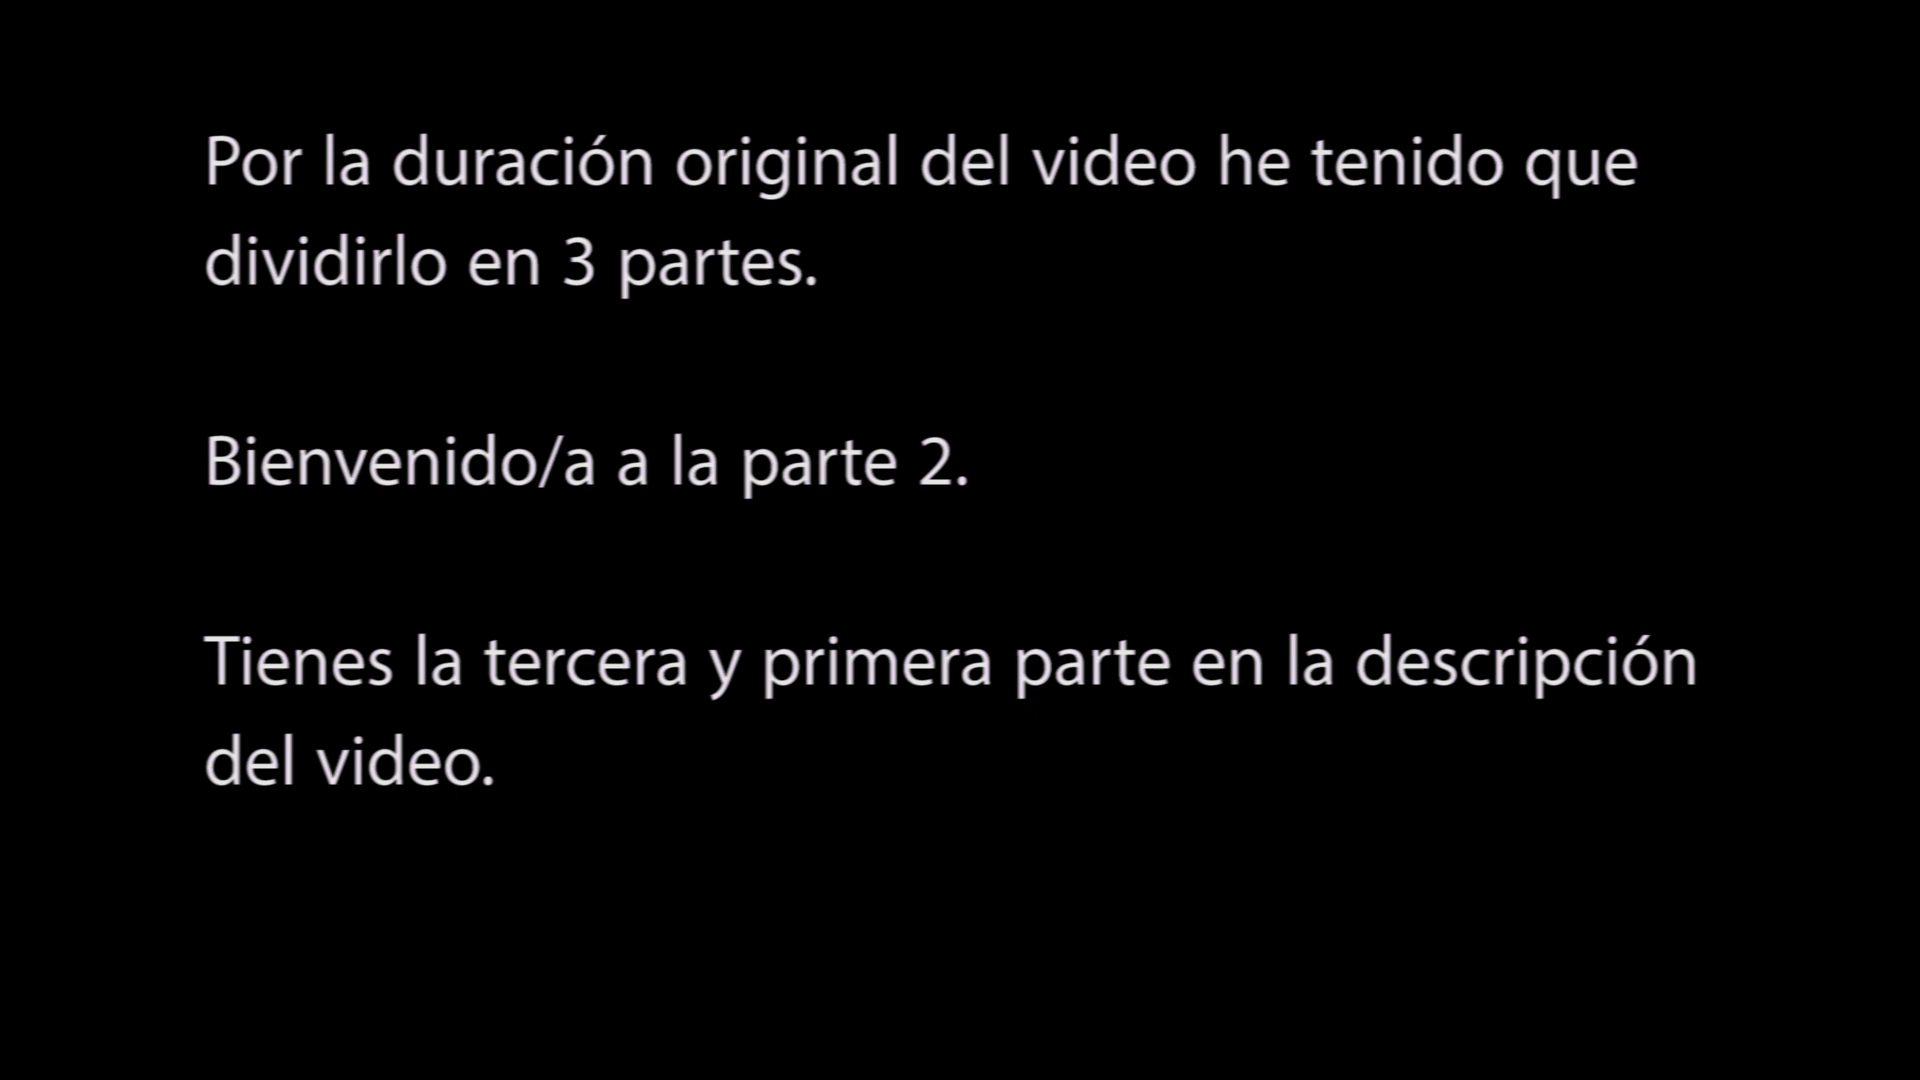 Por la duración original del video he tenido que
dividirlo en 3 partes.
Bienvenido/a a la parte 2.
Tienes la tercera y primera parte en la descripción
del video.